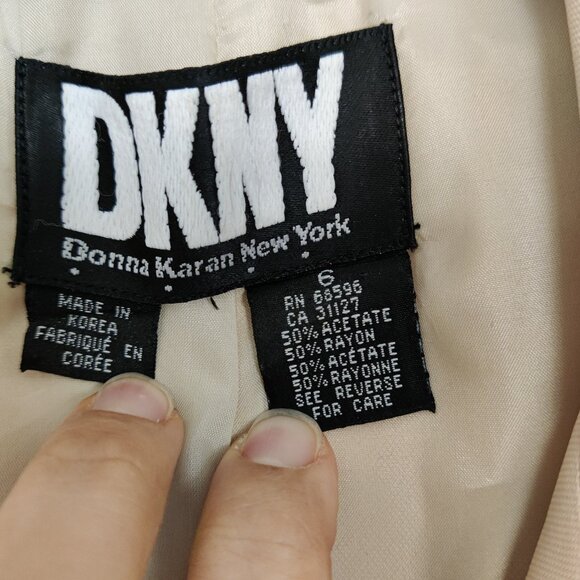 DKNY
Donna Karan New York
MADE IN
KOREA
FABRIQUÉ EN
CORÉE
6
RN 68596
CA 31127
50% ACETATE
50% RAYON
50% ACÉTATE
50% RAYONNE
SEE REVERSE
FOR CARE